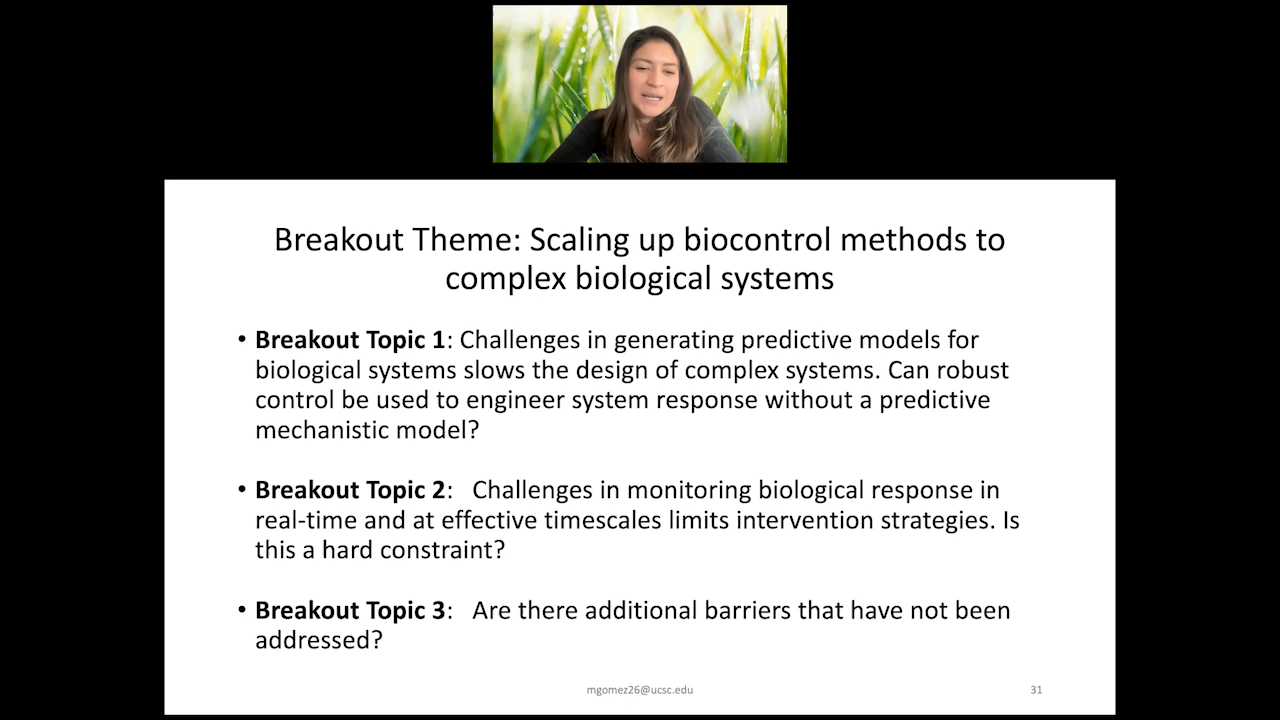 Breakout Theme: Scaling up biocontrol methods to
complex biological systems
• Breakout Topic 1: Challenges in generating predictive models for
biological systems slows the design of complex systems. Can robust
control be used to engineer system response without a predictive
mechanistic model?
• Breakout Topic 2: Challenges in monitoring biological response in
real-time and at effective timescales limits intervention strategies. Is
this a hard constraint?
• Breakout Topic 3: Are there additional barriers that have not been
addressed?
mgomez26@ucsc.edu
31